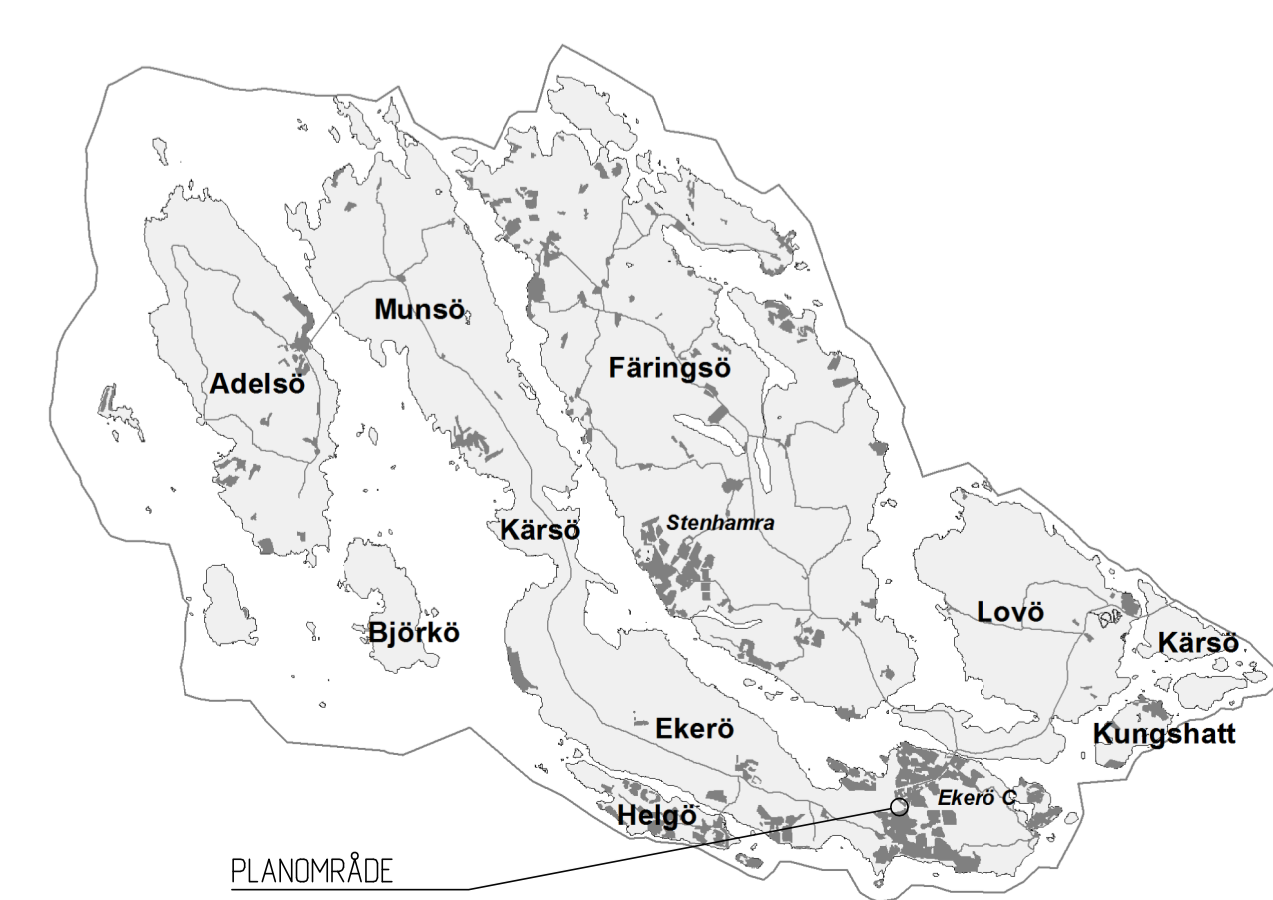 Munsö
Färingsö
Adelsö
Stenhamra
Kärsö
Lovö
Björkö
Kärsö
Ekerö
Kungshatt
Ekerö C
Helgö
PLANOMRÅDE